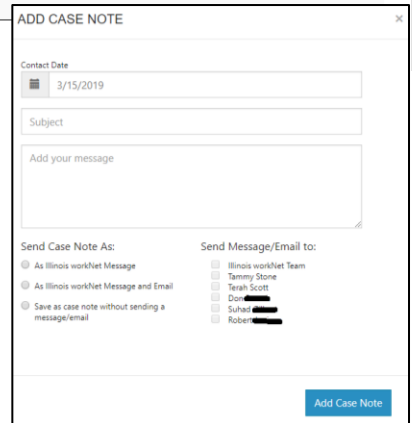 ADD CASE NOTE ×
Contact Date
3/15/2019
Subject
Add your message
Send Case Note As:
As Illinois workNet Message
As Illinois workNet Message and Email
Save as case note without sending a
message/email
Send Message/Email to:
Illinois workNet Team
Tammy Stone
Terah Scott
Don
Suhad
Robert
Add Case Note